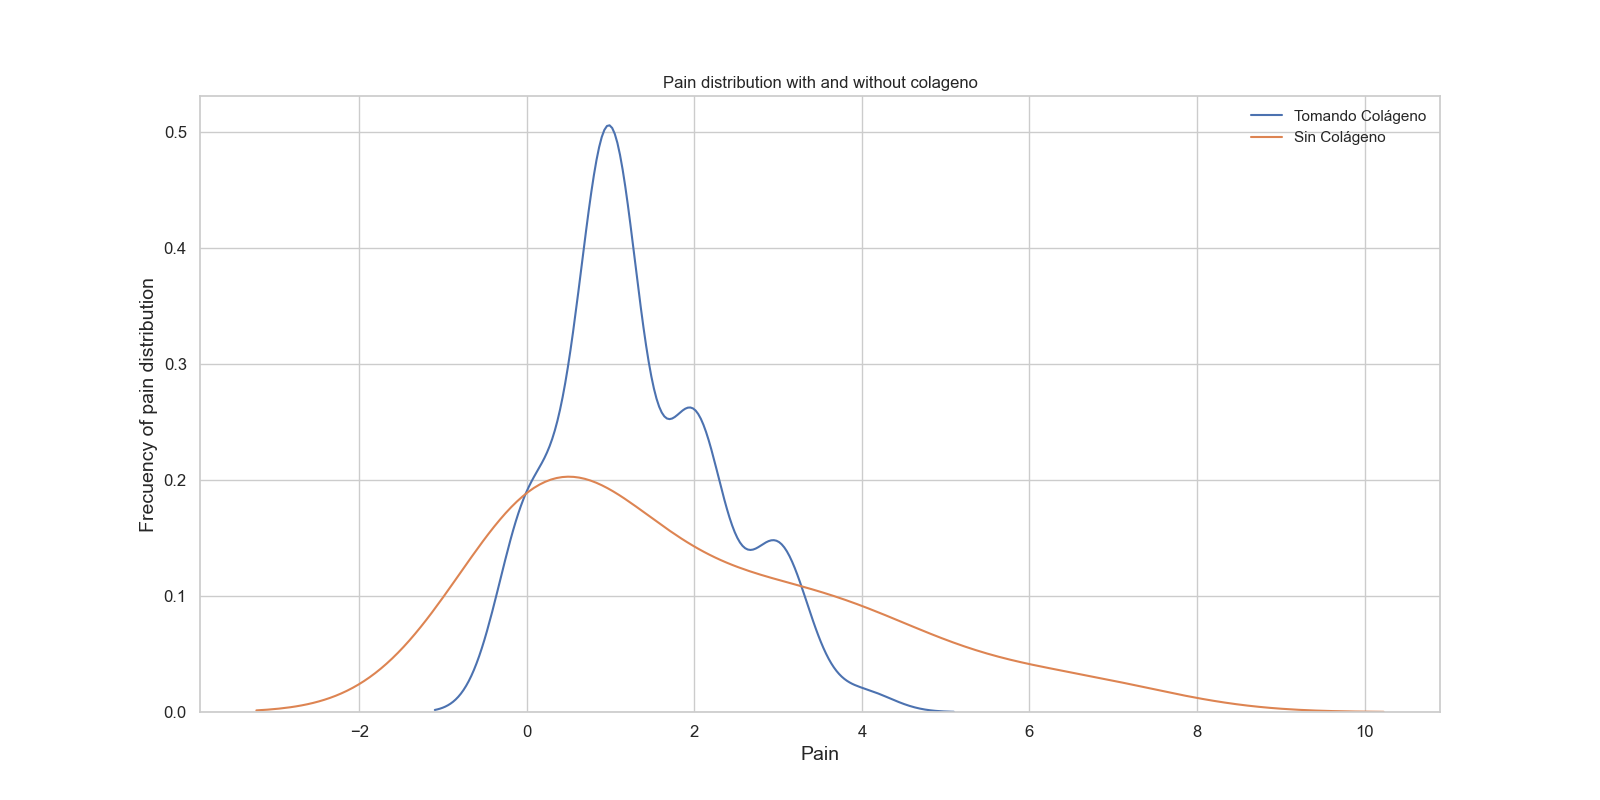 Pain distribution with and without colageno
Tomando Colágeno
Sin Colágeno
Frecuency of pain distribution
0.5
0.4
0.3
0.2
0.1
0.0
−2
0
2
4
6
8
10
Pain